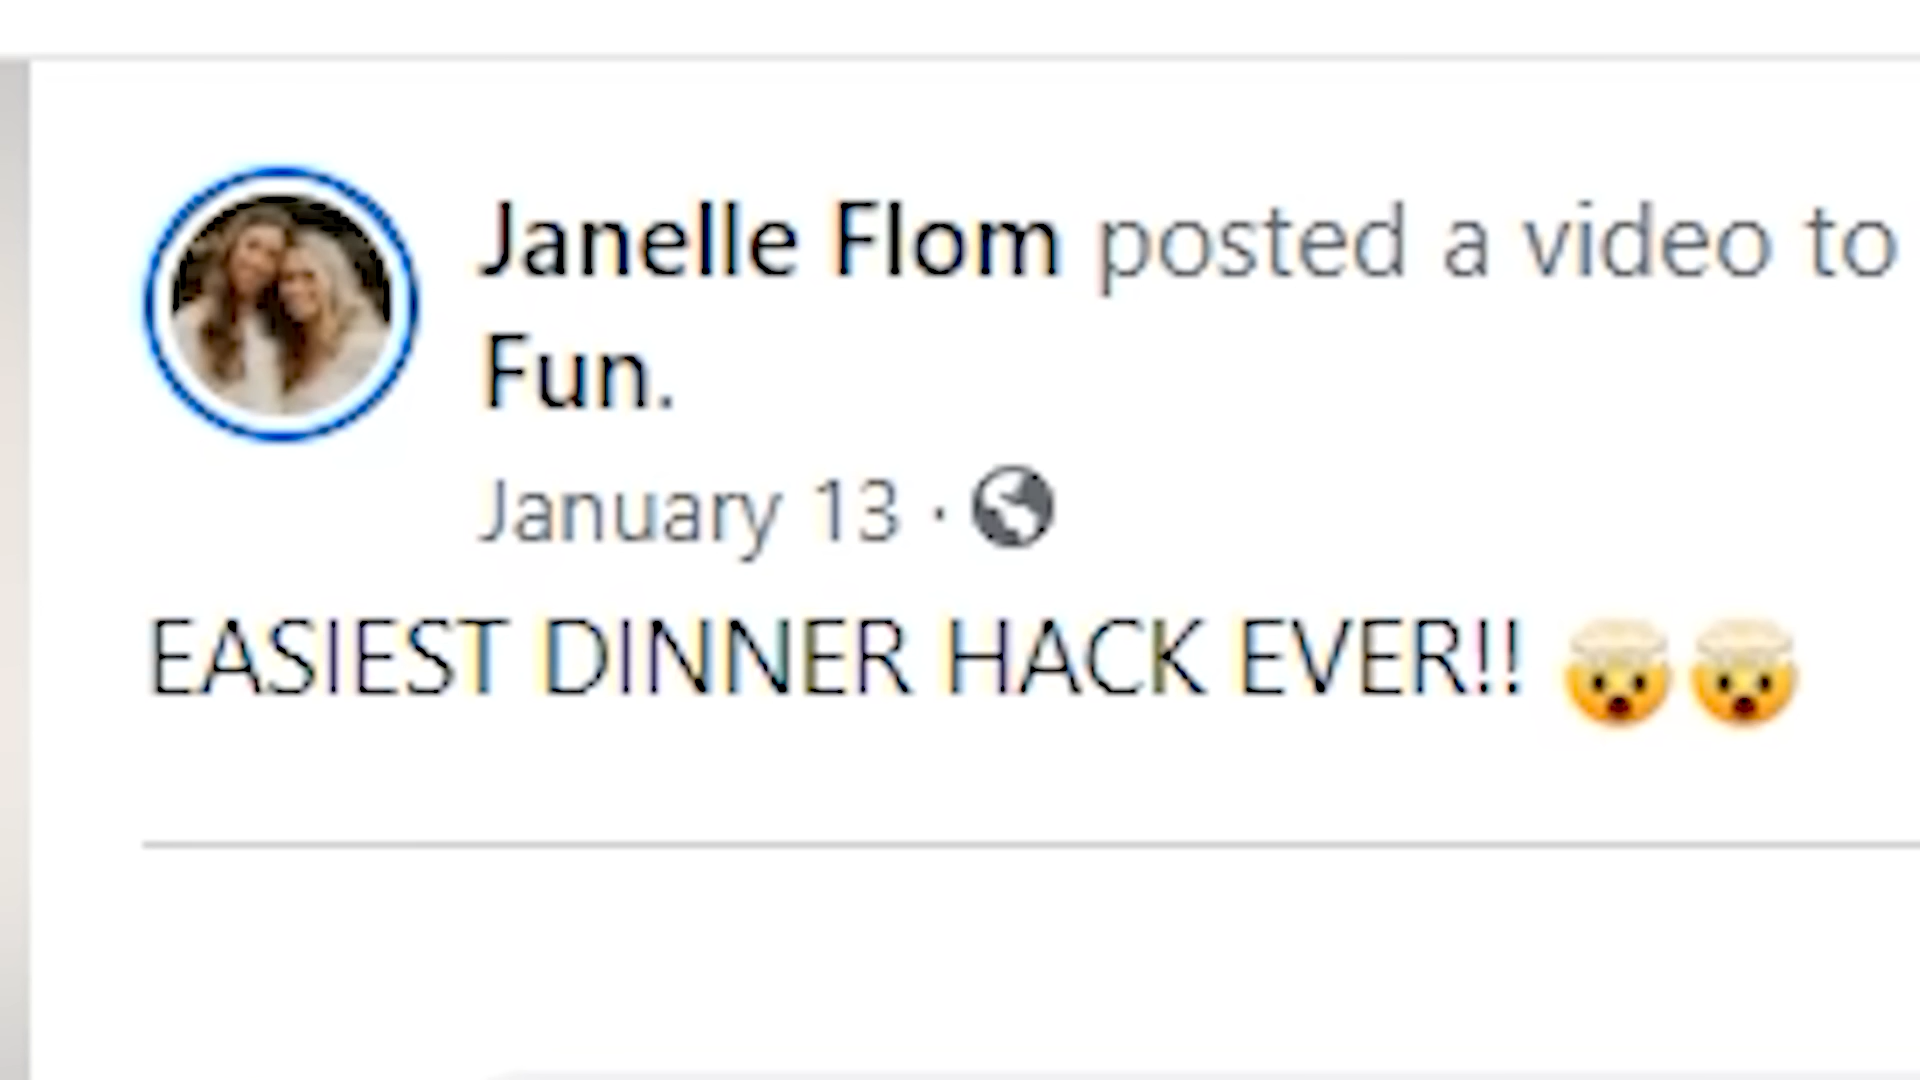 Janelle Flom posted a video to
Fun.
January 13 ·
EASIEST DINNER HACK EVER!! 🤯🤯